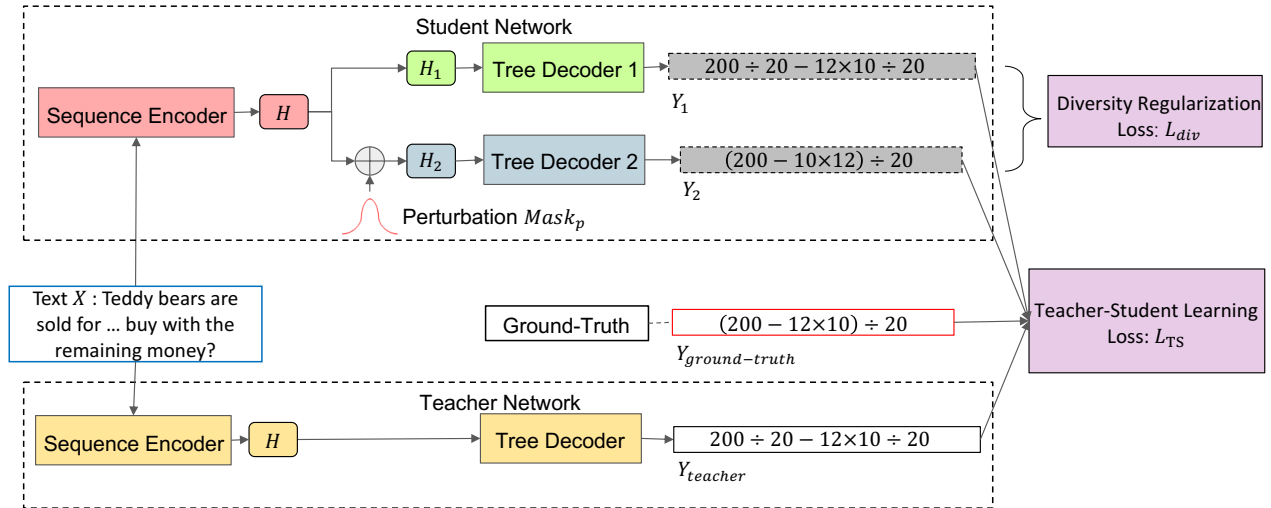 Student Network
Sequence Encoder
H
H₁
Tree Decoder 1
200 ÷ 20 − 12×10 ÷ 20
Y₁
H₂
Tree Decoder 2
(200 − 10×12) ÷ 20
Y₂
Perturbation Maskₚ
Diversity Regularization
Loss: L_div
Text X : Teddy bears are
sold for ... buy with the
remaining money?
Ground-Truth
(200 − 12×10) ÷ 20
Y_ground−truth
Teacher-Student Learning
Loss: L_TS
Teacher Network
Sequence Encoder
H
Tree Decoder
200 ÷ 20 − 12×10 ÷ 20
Y_teacher